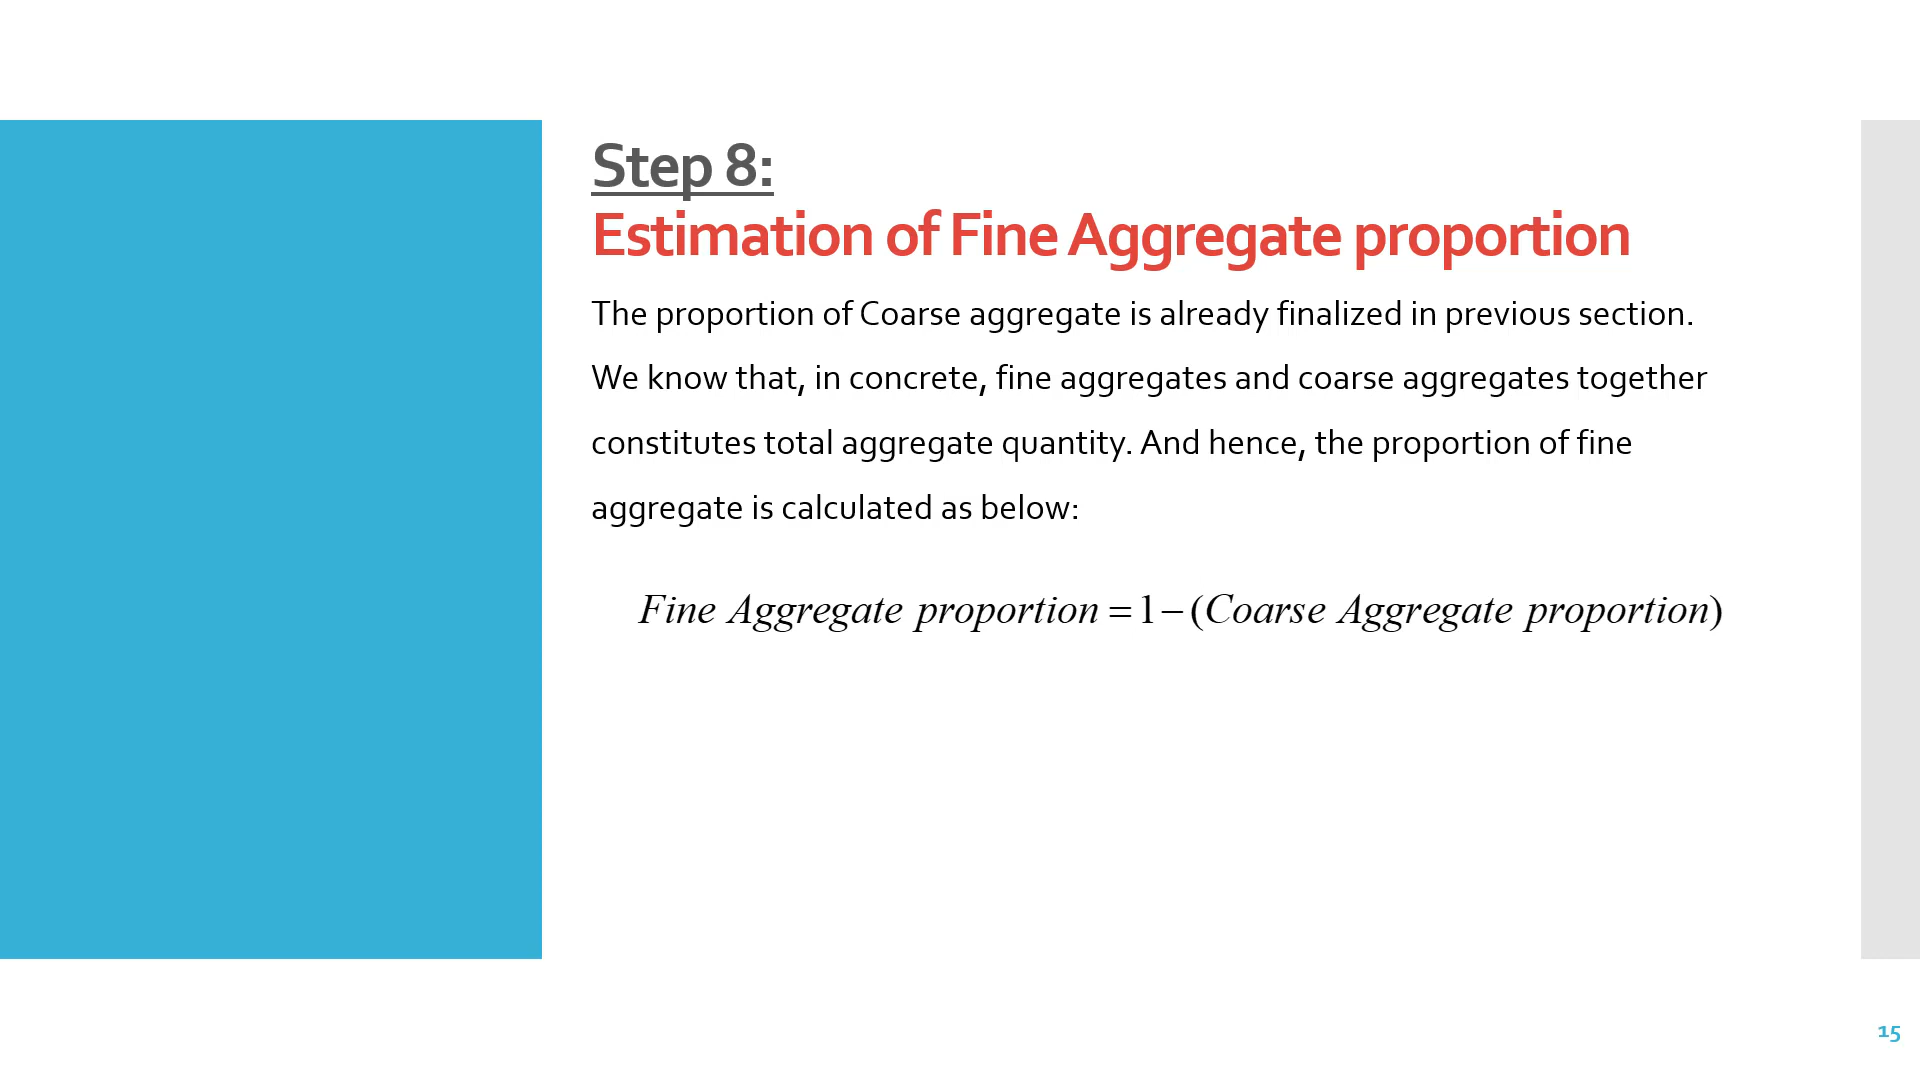 Step 8:
Estimation of Fine Aggregate proportion
The proportion of Coarse aggregate is already finalized in previous section.
We know that, in concrete, fine aggregates and coarse aggregates together
constitutes total aggregate quantity. And hence, the proportion of fine
aggregate is calculated as below:
Fine Aggregate proportion = 1 − (Coarse Aggregate proportion)
15